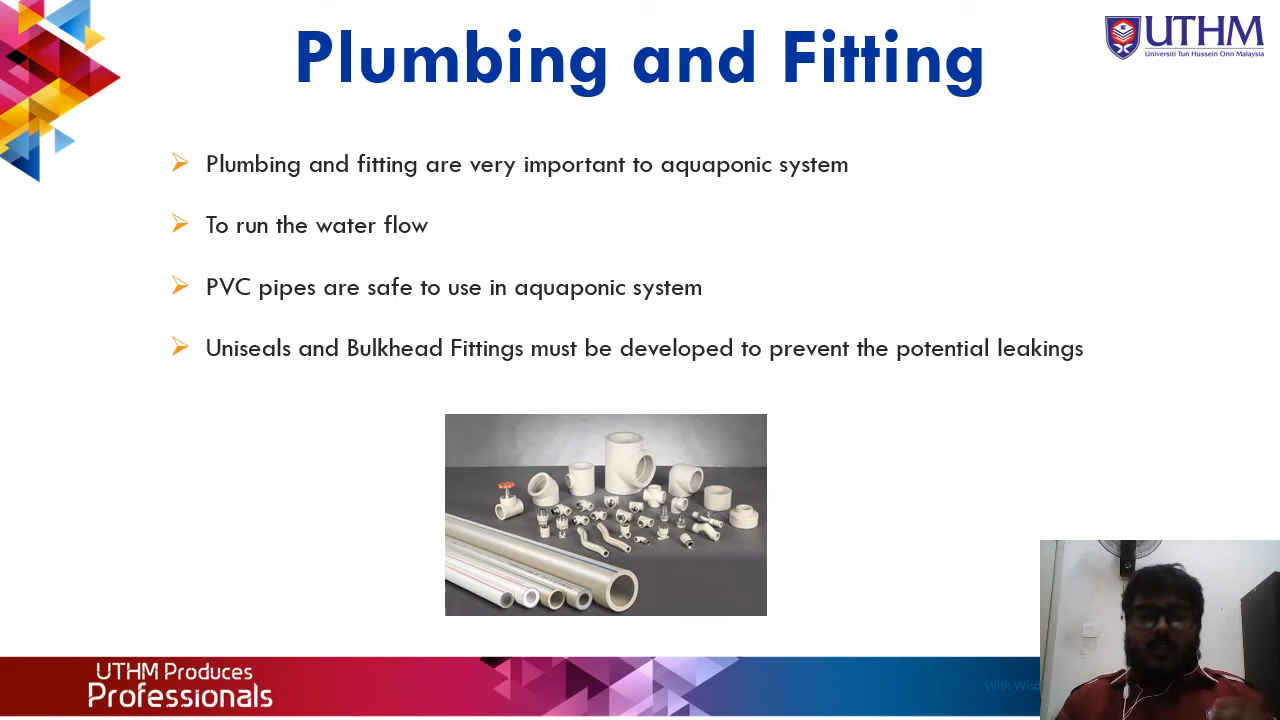 Plumbing and Fitting
UTHM
Universiti Tun Hussein Onn Malaysia
Plumbing and fitting are very important to aquaponic system
To run the water flow
PVC pipes are safe to use in aquaponic system
Uniseals and Bulkhead Fittings must be developed to prevent the potential leakings
UTHM Produces
Professionals
With